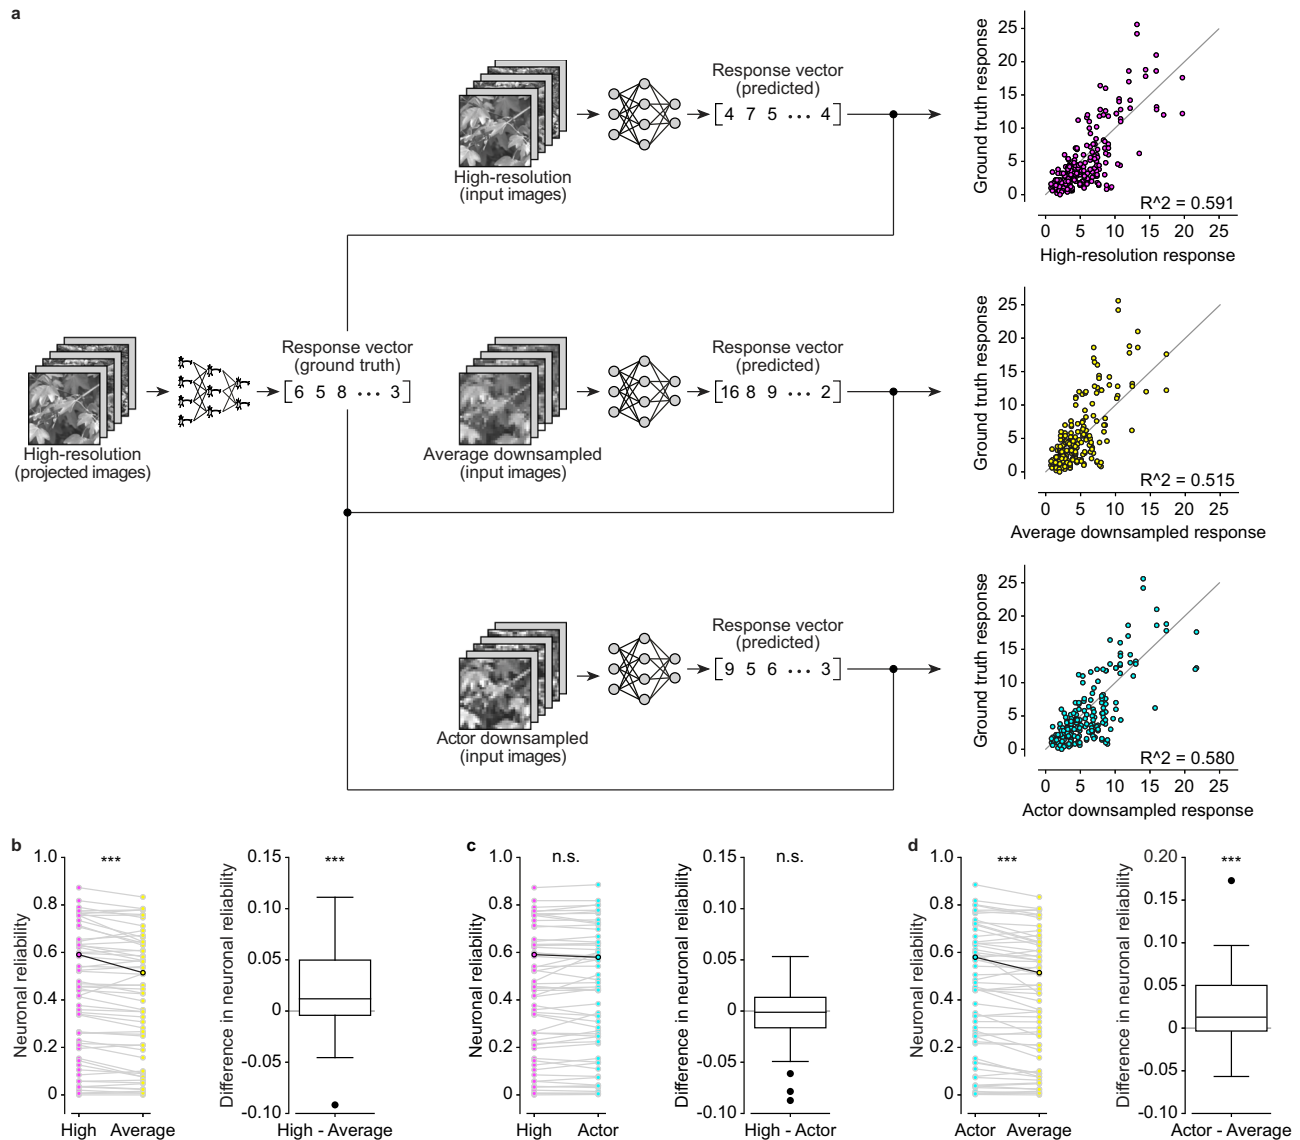 a
Response vector
(predicted)
[4 7 5 ... 4]
High-resolution
(input images)
Ground truth response
25
20
15
10
5
0
R^2 = 0.591
0 5 10 15 20 25
High-resolution response
High-resolution
(projected images)
Response vector
(ground truth)
[6 5 8 ... 3]
Average downsampled
(input images)
Response vector
(predicted)
[16 8 9 ... 2]
Ground truth response
25
20
15
10
5
0
R^2 = 0.515
0 5 10 15 20 25
Average downsampled response
Actor downsampled
(input images)
Response vector
(predicted)
[9 5 6 ... 3]
Ground truth response
25
20
15
10
5
0
R^2 = 0.580
0 5 10 15 20 25
Actor downsampled response
b
Neuronal reliability
1.0
0.8
0.6
0.4
0.2
0
***
High Average
Difference in neuronal reliability
0.15
0.10
0.05
0
-0.05
-0.10
***
High - Average
c
Neuronal reliability
1.0
0.8
0.6
0.4
0.2
0
n.s.
High Actor
Difference in neuronal reliability
0.15
0.10
0.05
0
-0.05
-0.10
n.s.
High - Actor
d
Neuronal reliability
1.0
0.8
0.6
0.4
0.2
0
***
Actor Average
Difference in neuronal reliability
0.20
0.15
0.10
0.05
0
-0.05
-0.10
***
Actor - Average